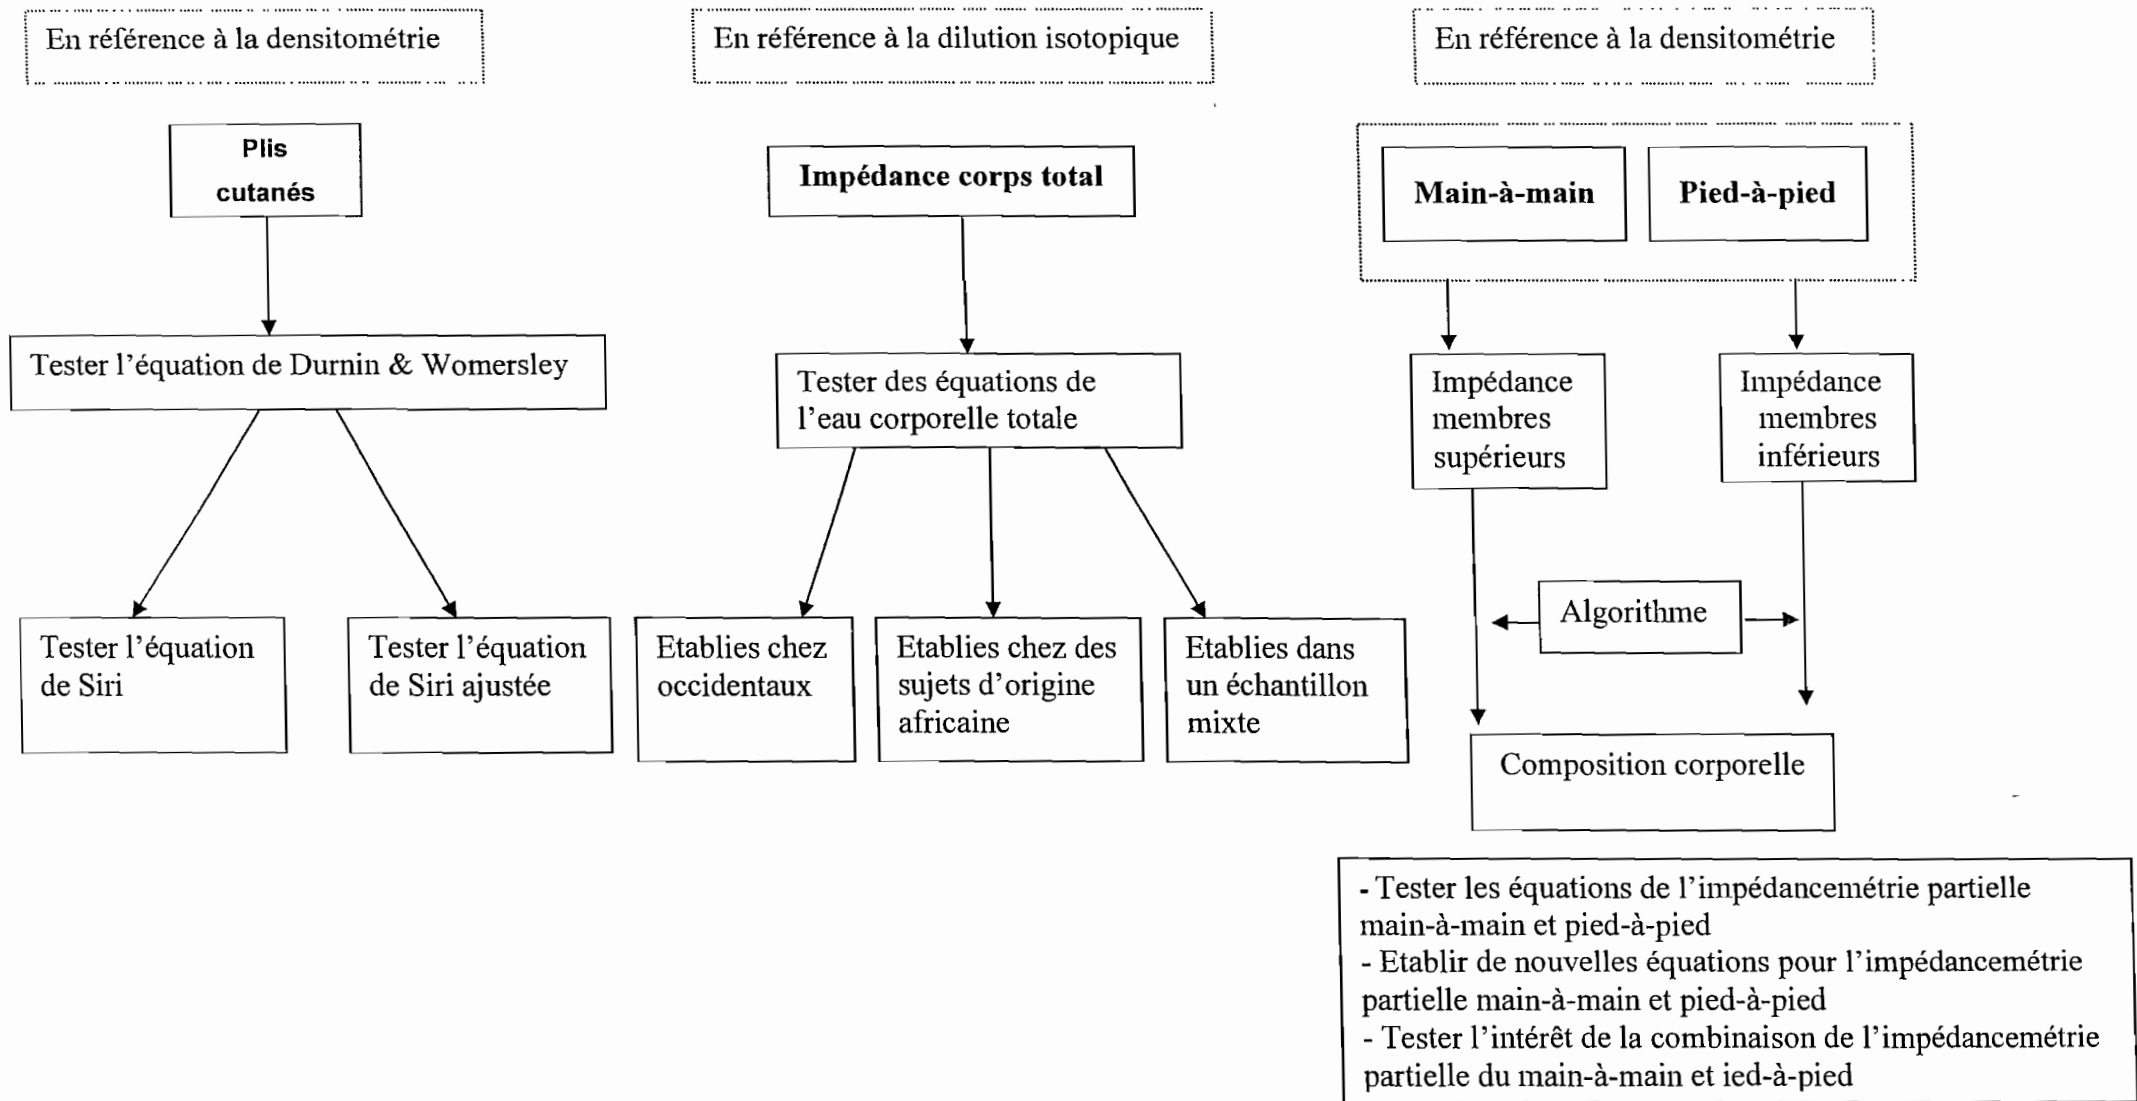 En référence à la densitométrie
Plis
cutanés
Tester l'équation de Durnin & Womersley
Tester l'équation
de Siri
Tester l'équation
de Siri ajustée
En référence à la dilution isotopique
Impédance corps total
Tester des équations de
l'eau corporelle totale
Etablies chez
occidentaux
Etablies chez des
sujets d'origine
africaine
Etablies dans
un échantillon
mixte
En référence à la densitométrie
Main-à-main
Pied-à-pied
Impédance
membres
supérieurs
Impédance
membres
inférieurs
Algorithme
Composition corporelle
- Tester les équations de l'impédancemétrie partielle
main-à-main et pied-à-pied
- Etablir de nouvelles équations pour l'impédancemétrie
partielle main-à-main et pied-à-pied
- Tester l'intérêt de la combinaison de l'impédancemétrie
partielle du main-à-main et ied-à-pied